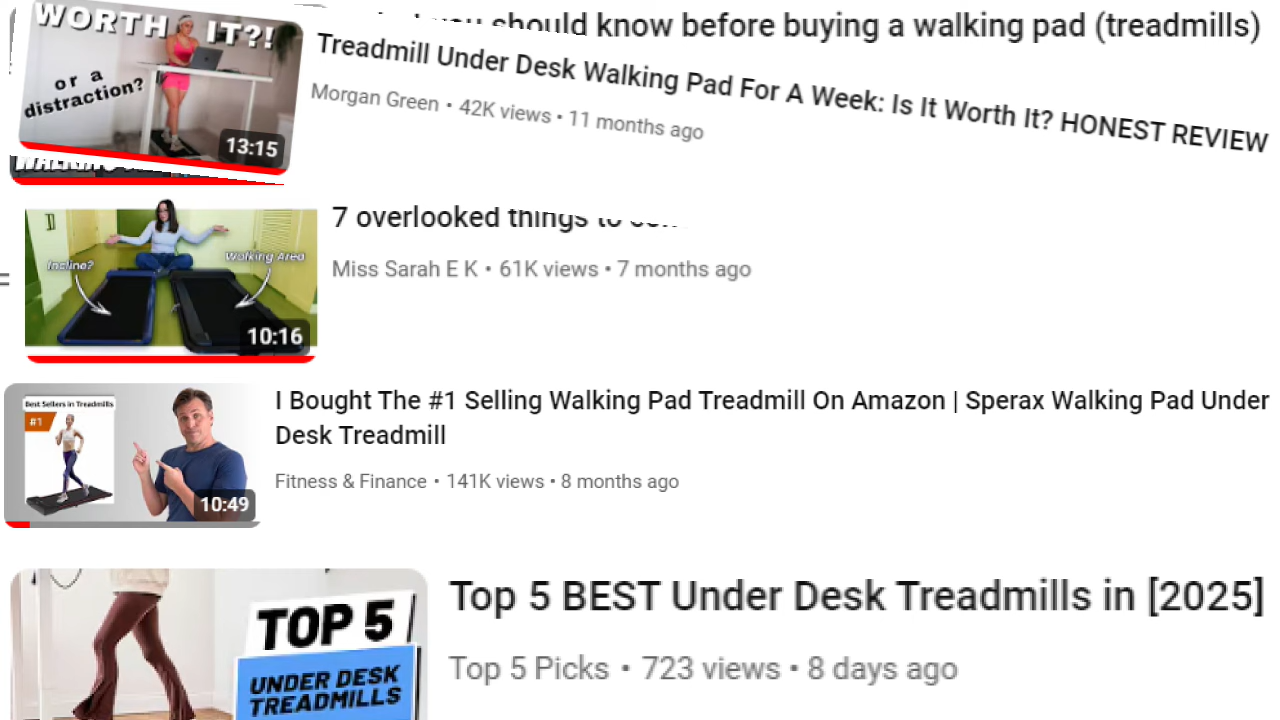 should know before buying a walking pad (treadmills)
WORTH IT?!
or a
distraction?
13:15
Treadmill Under Desk Walking Pad For A Week: Is It Worth It? HONEST REVIEW
Morgan Green • 42K views • 11 months ago
7 overlooked things to
Incline?
Walking Area
10:16
Miss Sarah E K • 61K views • 7 months ago
Best Sellers in Treadmills
#1
10:49
I Bought The #1 Selling Walking Pad Treadmill On Amazon | Sperax Walking Pad Under
Desk Treadmill
Fitness & Finance • 141K views • 8 months ago
TOP 5
UNDER DESK
TREADMILLS
Top 5 BEST Under Desk Treadmills in [2025]
Top 5 Picks • 723 views • 8 days ago